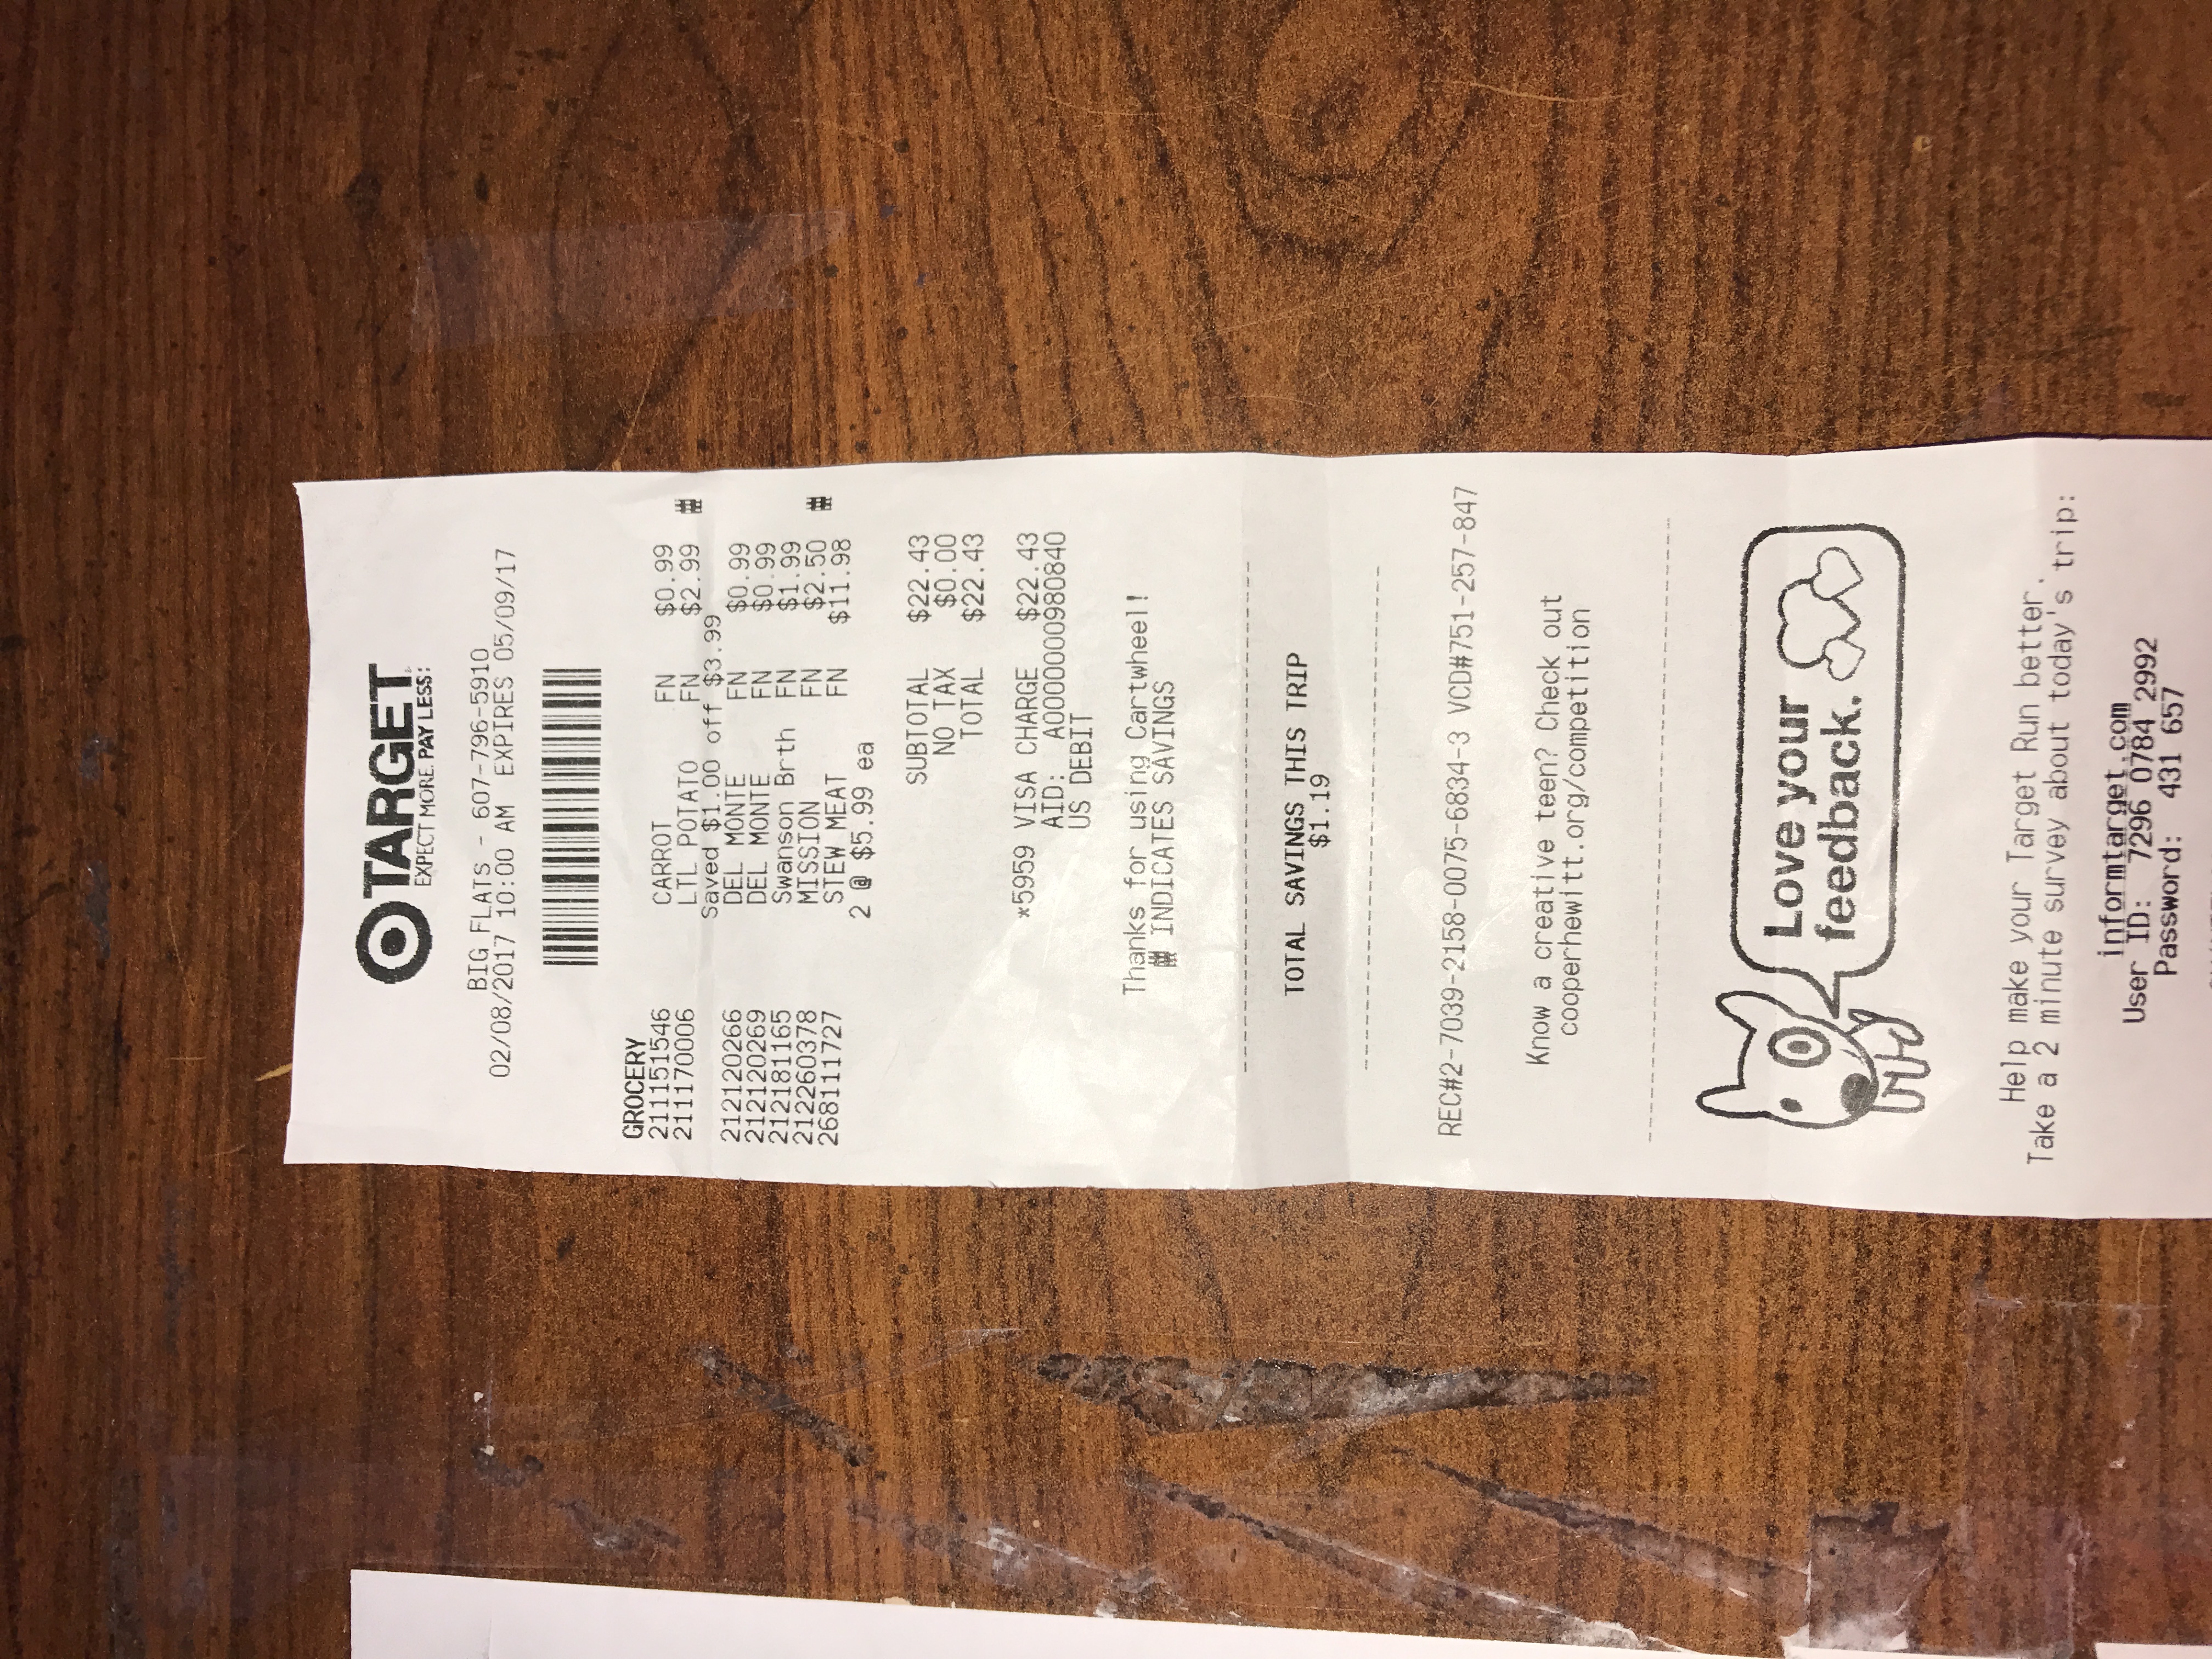 TARGET
EXPECT MORE. PAY LESS.
BIG FLATS - 607-796-5910
02/08/2017 10:00 AM EXPIRES 05/09/17
GROCERY
211151546 CARROT FN $0.99
211170006 LTL POTATO FN $2.99
Saved $1.00 off $3.99
212120266 DEL MONTE FN $0.99
212120269 DEL MONTE FN $0.99
212181165 Swanson Brth FN $1.99
212260378 MISSION FN $2.50
268111727 STEW MEAT FN $11.98
2 @ $5.99 ea
SUBTOTAL $22.43
NO TAX $0.00
TOTAL $22.43
*5959 VISA CHARGE $22.43
AID: A0000000980840
US DEBIT
Thanks for using Cartwheel!
INDICATES SAVINGS
TOTAL SAVINGS THIS TRIP
$1.19
REC#2-7039-2158-0075-6834-3 VCD#751-257-847
Know a creative teen? Check out
cooperhewitt.org/competition
Love your
feedback.
Help make your Target Run better.
Take a 2 minute survey about today's trip:
informtarget.com
User ID: 7296 0784 2992
Password: 431 657